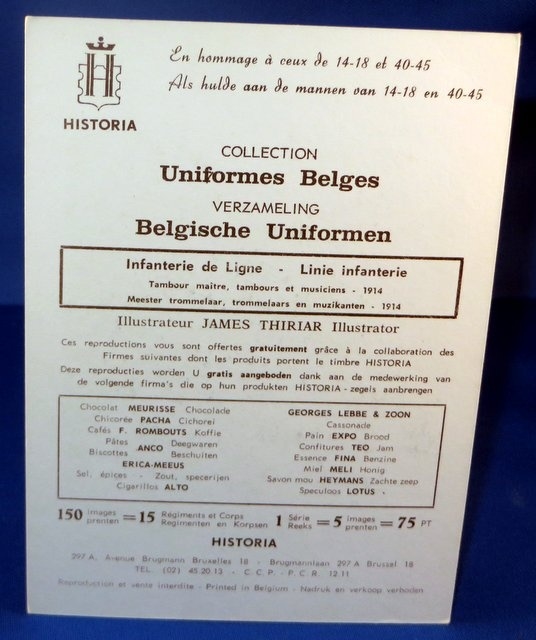 En hommage à ceux de 14-18 et 40-45
Als hulde aan de mannen van 14-18 en 40-45
H
HISTORIA
COLLECTION
Uniformes Belges
VERZAMELING
Belgische Uniformen
Infanterie de Ligne - Linie infanterie
Tambour maitre, tambours et musiciens - 1914
Meester trommelaar, trommelaars en muzikanten - 1914
Illustrateur JAMES THIRIAR Illustrator
Ces reproductions vous sont offertes gratuitement grâce à la collaboration des
Firmes suivantes dont les produits portent le timbre HISTORIA
Deze reproducties worden U gratis aangeboden dank aan de medewerking van
de volgende firma's die op hun produkten HISTORIA - zegels aanbrengen
Chocolat MEURISSE Chocolade
Chicorée PACHA Cichorei
Cafés F. ROMBOUTS Koffie
Pâtes ANCO Deegwaren
Biscottes Beschuiten
ERICA-MEEUS
Sel, épices - Zout, specerijen
Cigarillos ALTO
GEORGES LEBBE & ZOON
Cassonade
Pain EXPO Brood
Confitures TEO Jam
Essence FINA Benzine
Miel MELI Honig
Savon mou HEYMANS Zachte zeep
Speculoos LOTUS
150 images prenten = 15 Régiments et Corps Regimenten en Korpsen 1 Série Reeks = 5 images prenten = 75 PT
HISTORIA
297 A, Avenue Brugmann Bruxelles 18 - Brugmannlaan 297 A Brussel 18
TEL. (02) 45.20.13 - C.C.P. - P.C.R. 12.11
Reproduction et vente interdite - Printed in Belgium - Nadruk en verkoop verboden